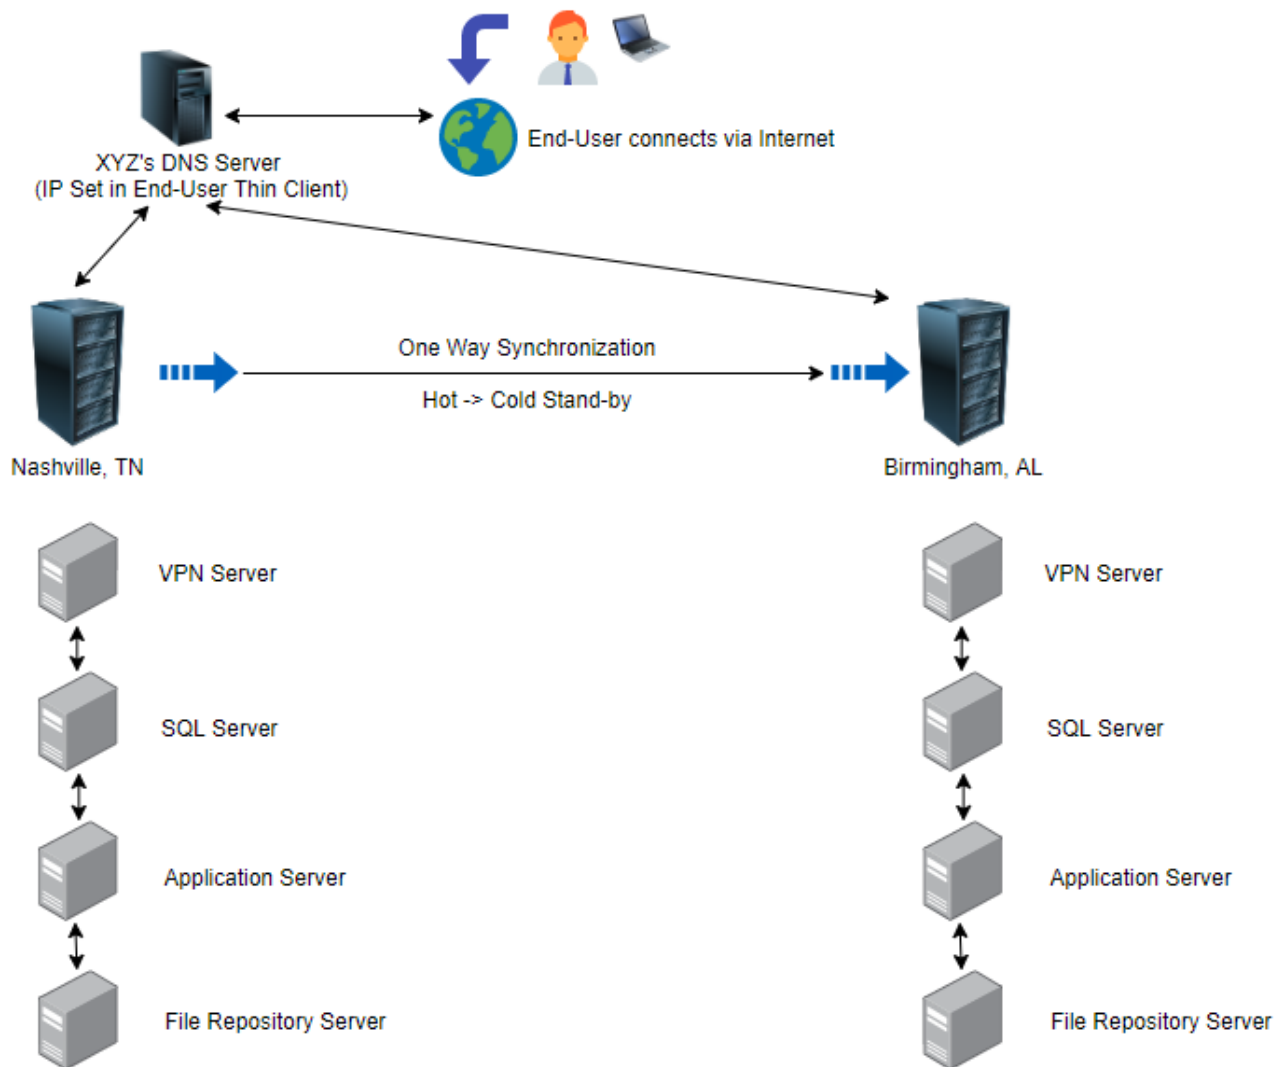 End-User connects via Internet
XYZ's DNS Server
(IP Set in End-User Thin Client)
One Way Synchronization
Hot -> Cold Stand-by
Nashville, TN
Birmingham, AL
VPN Server
VPN Server
SQL Server
SQL Server
Application Server
Application Server
File Repository Server
File Repository Server